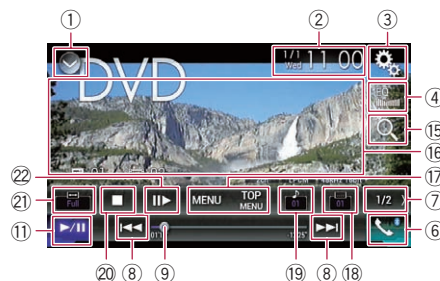 ① ② ③
DVD
1/1 Wed 11 00
EQ
④
⑮
⑯
㉒ ⑰
Full
MENU
TOP MENU
01
01
1/2
㉑ ⑦
⑪ ⑥
⑳ ⑧ ⑨ ⑲ ⑧ ⑱